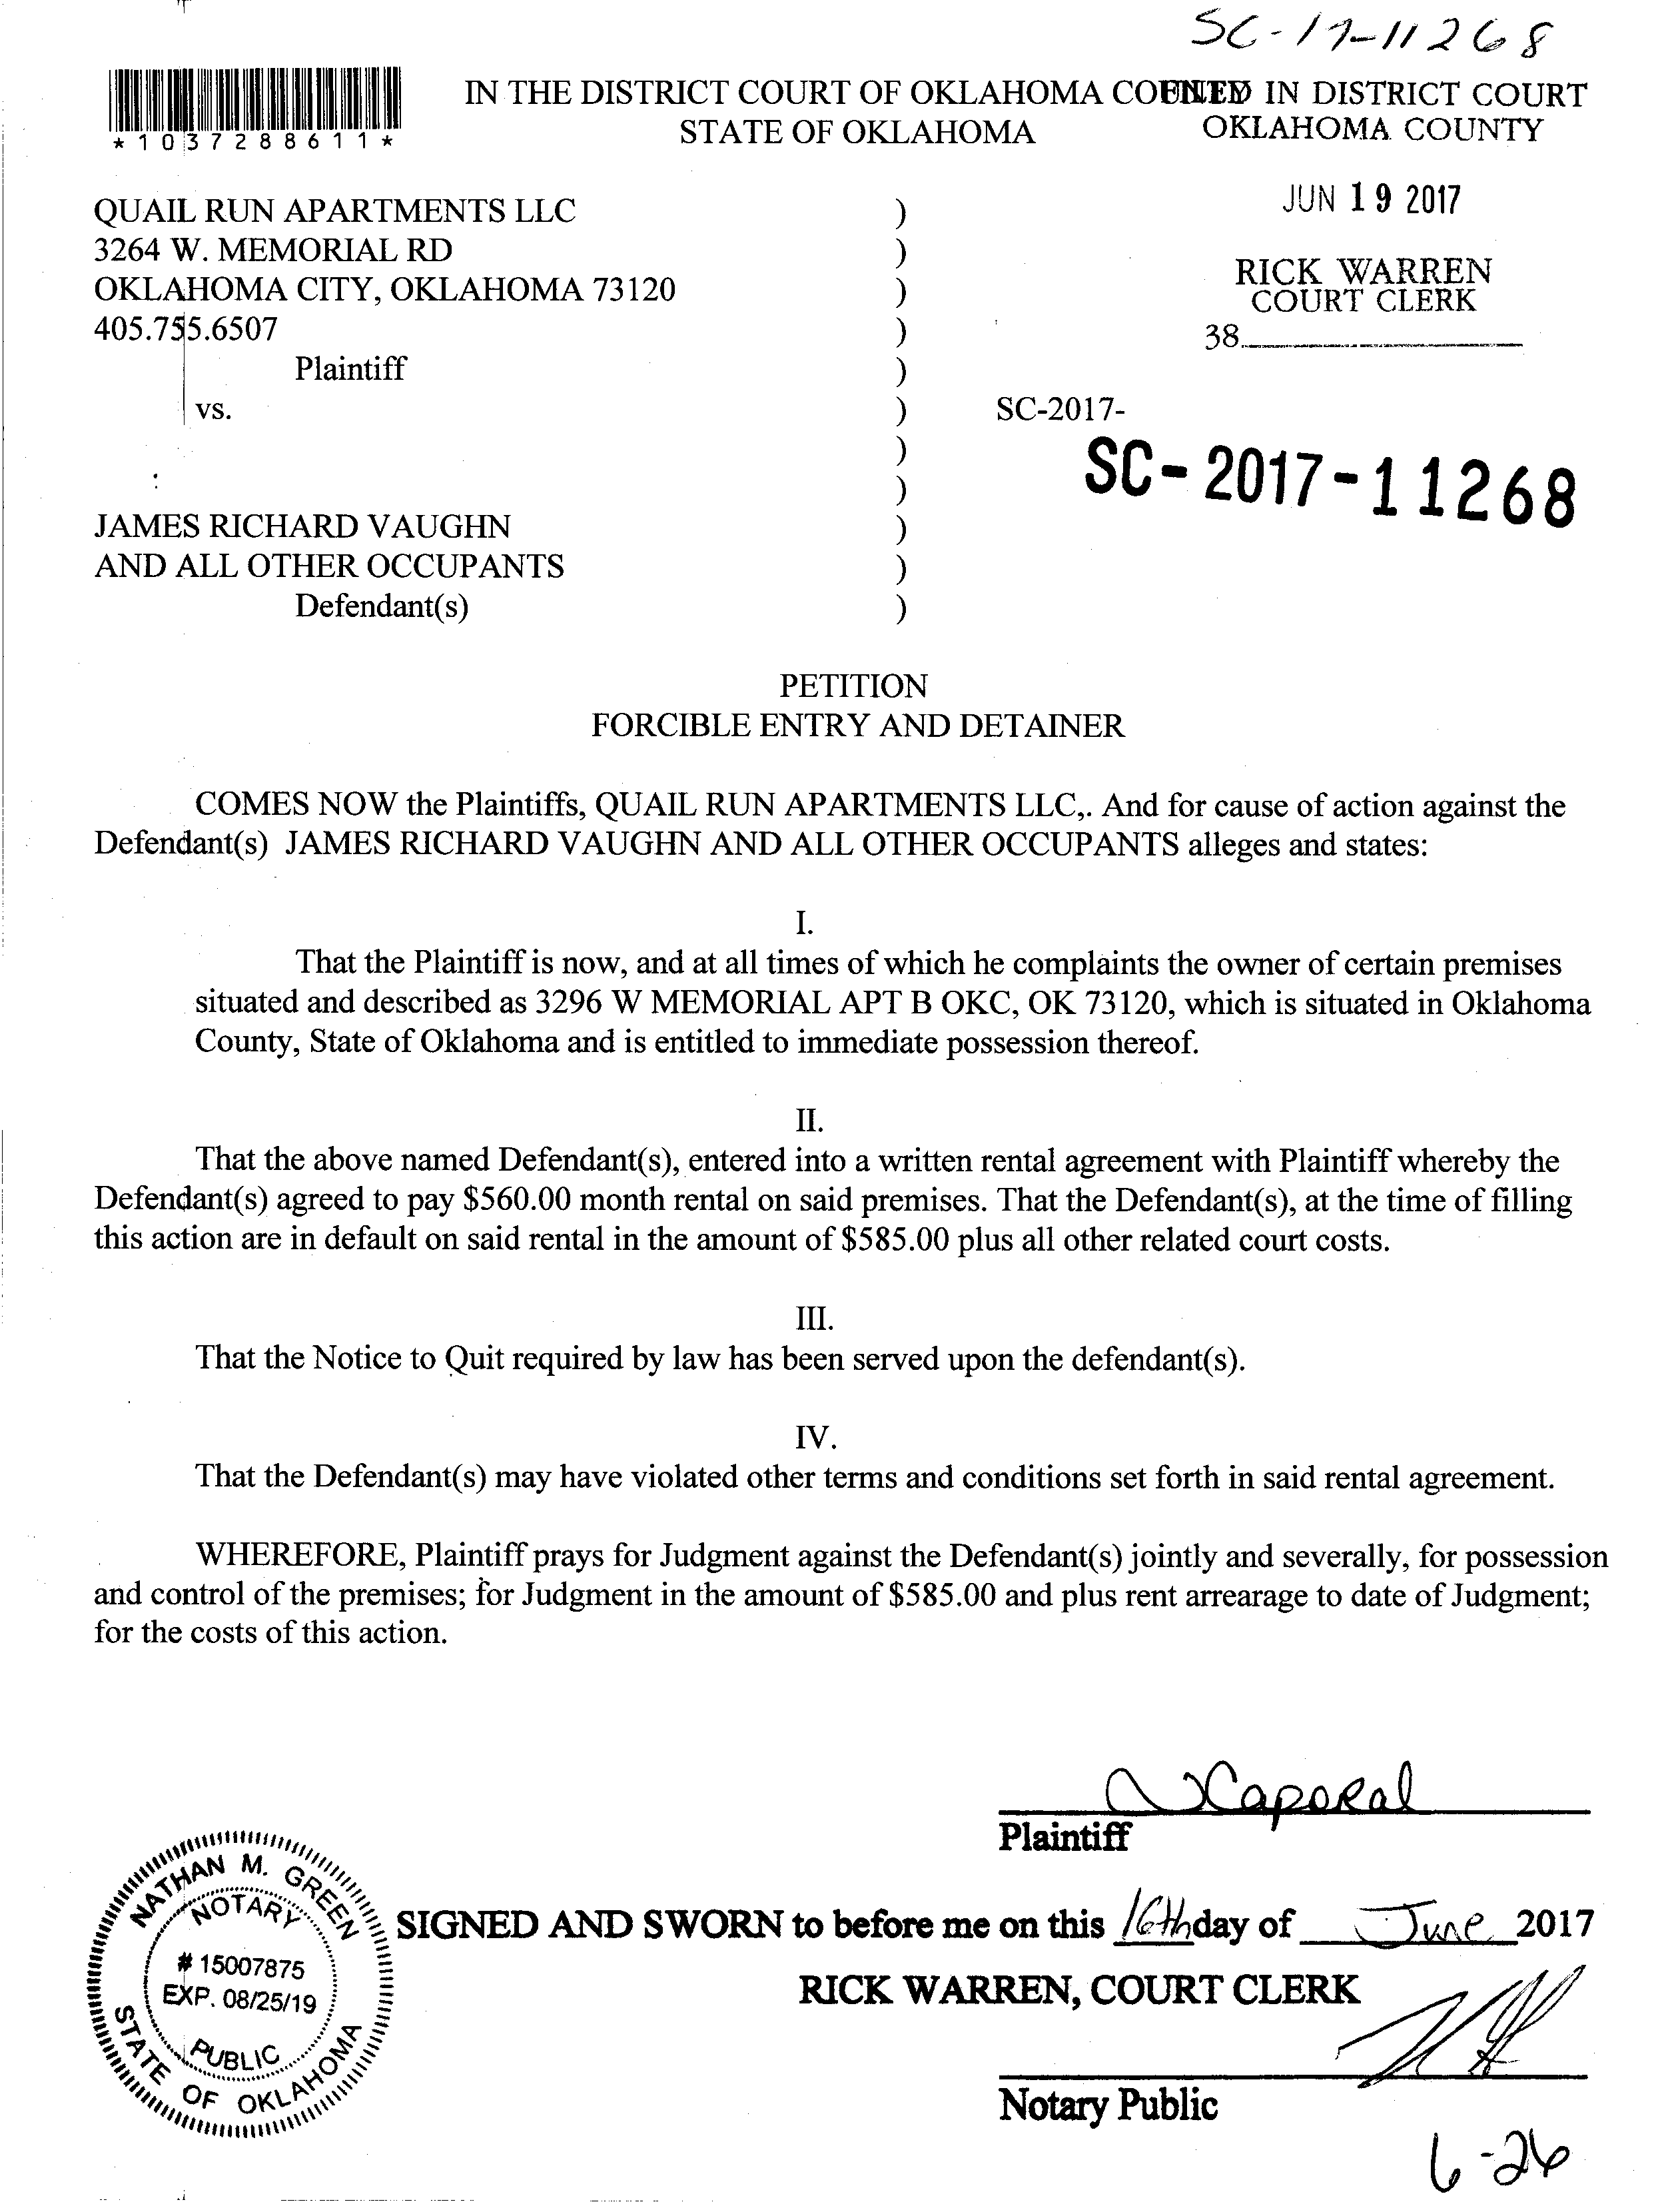 SC-17-11268
*1037288611*
IN THE DISTRICT COURT OF OKLAHOMA COUNTY
STATE OF OKLAHOMA
FILED IN DISTRICT COURT
OKLAHOMA COUNTY
JUN 19 2017
RICK WARREN
COURT CLERK
38
QUAIL RUN APARTMENTS LLC )
3264 W. MEMORIAL RD )
OKLAHOMA CITY, OKLAHOMA 73120 )
405.755.6507 )
Plaintiff )
vs. ) SC-2017-
)
SC-2017-11268
)
JAMES RICHARD VAUGHN )
AND ALL OTHER OCCUPANTS )
Defendant(s) )
PETITION
FORCIBLE ENTRY AND DETAINER
COMES NOW the Plaintiffs, QUAIL RUN APARTMENTS LLC,. And for cause of action against the
Defendant(s) JAMES RICHARD VAUGHN AND ALL OTHER OCCUPANTS alleges and states:
I.
That the Plaintiff is now, and at all times of which he complaints the owner of certain premises
situated and described as 3296 W MEMORIAL APT B OKC, OK 73120, which is situated in Oklahoma
County, State of Oklahoma and is entitled to immediate possession thereof.
II.
That the above named Defendant(s), entered into a written rental agreement with Plaintiff whereby the
Defendant(s) agreed to pay $560.00 month rental on said premises. That the Defendant(s), at the time of filling
this action are in default on said rental in the amount of $585.00 plus all other related court costs.
III.
That the Notice to Quit required by law has been served upon the defendant(s).
IV.
That the Defendant(s) may have violated other terms and conditions set forth in said rental agreement.
WHEREFORE, Plaintiff prays for Judgment against the Defendant(s) jointly and severally, for possession
and control of the premises; for Judgment in the amount of $585.00 and plus rent arrearage to date of Judgment;
for the costs of this action.
Caporal
Plaintiff
NATHAN M. GREEN
NOTARY
# 15007875
EXP. 08/25/19
PUBLIC
STATE OF OKLAHOMA
SIGNED AND SWORN to before me on this 16th day of June 2017
RICK WARREN, COURT CLERK
Notary Public
6-26